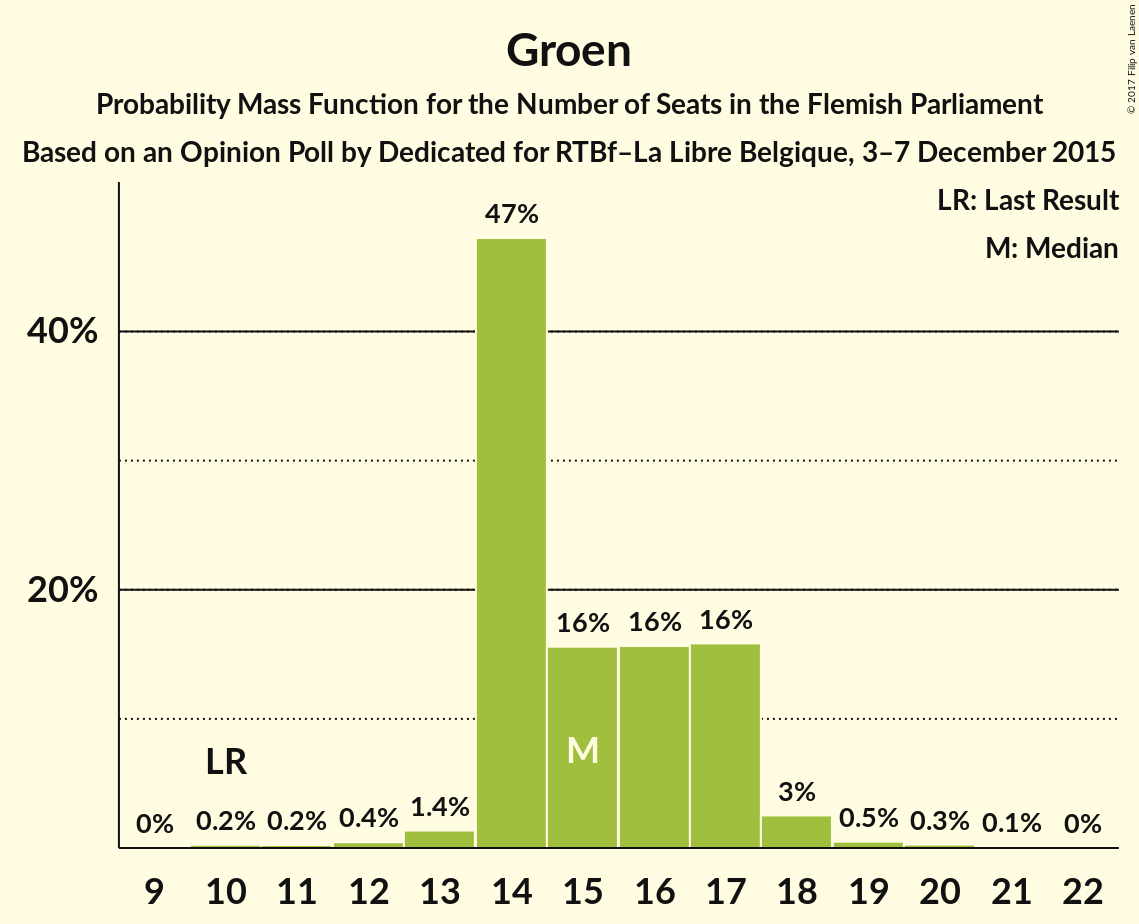 Groen
Probability Mass Function for the Number of Seats in the Flemish Parliament
Based on an Opinion Poll by Dedicated for RTBf–La Libre Belgique, 3–7 December 2015
© 2017 Filip van Laenen
LR: Last Result
M: Median
47%
40%
20%
16% 16% 16%
M
LR
0% 0.2% 0.2% 0.4% 1.4% 3% 0.5% 0.3% 0.1% 0%
9 10 11 12 13 14 15 16 17 18 19 20 21 22